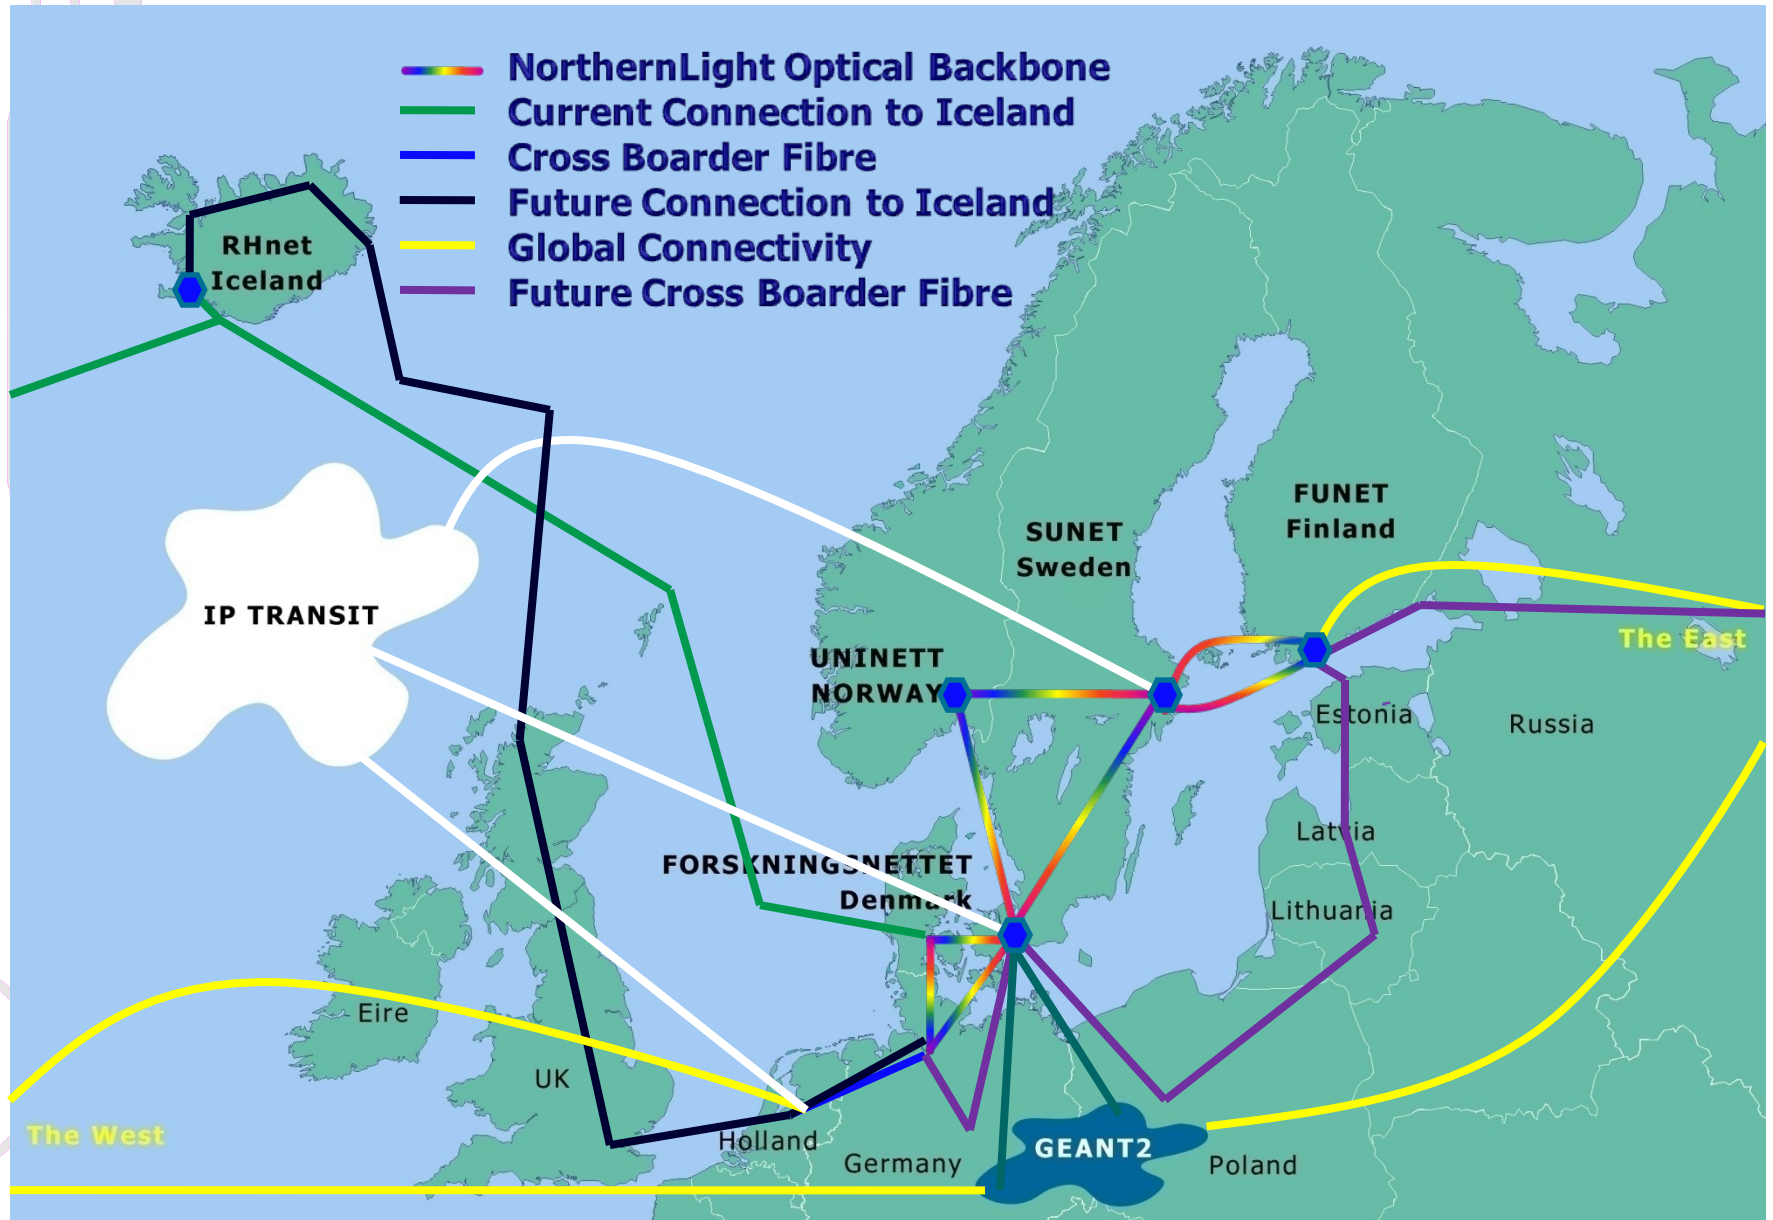 NorthernLight Optical Backbone
Current Connection to Iceland
Cross Boarder Fibre
Future Connection to Iceland
Global Connectivity
Future Cross Boarder Fibre
RHnet
Iceland
IP TRANSIT
FUNET
Finland
SUNET
Sweden
The East
UNINETT
NORWAY
Estonia
Russia
Latvia
FORSKNINGSNETTET
Denmark
Lithuania
Eire
UK
The West
Holland
Germany
GEANT2
Poland